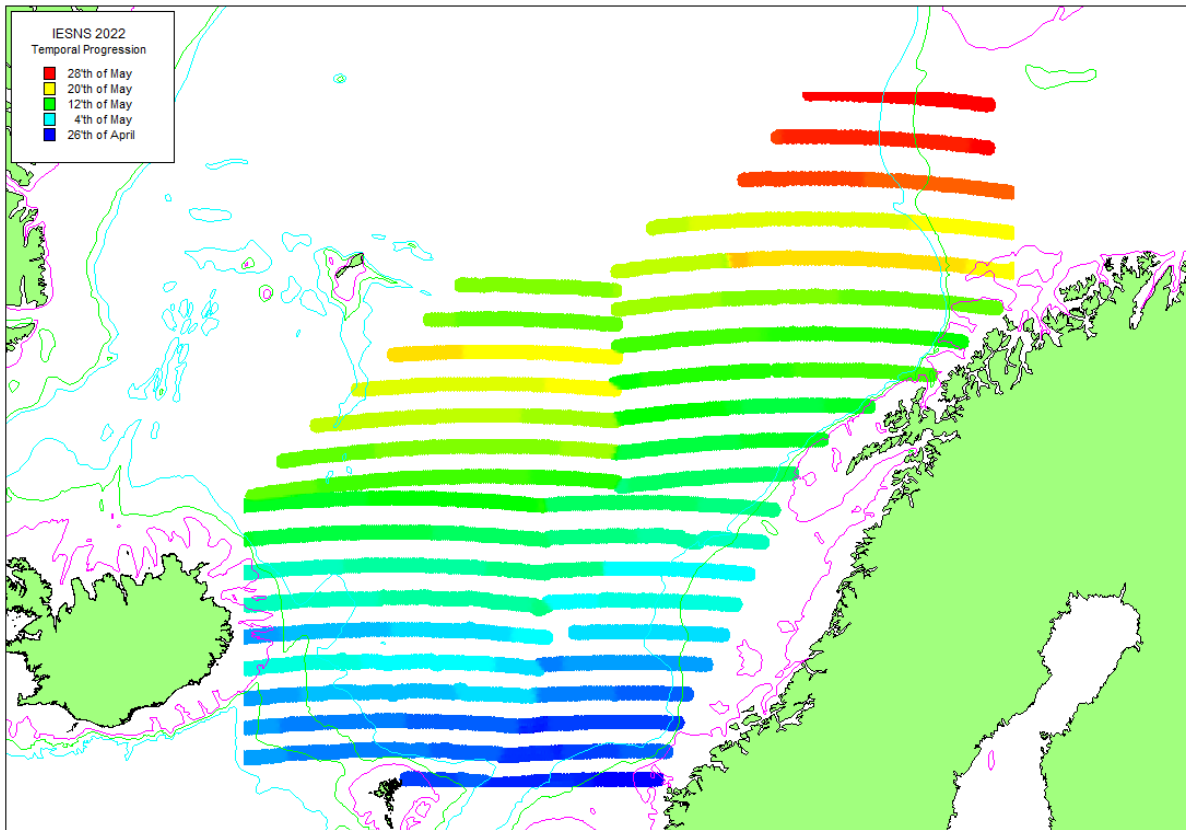 IESNS 2022
Temporal Progression
28'th of May
20'th of May
12'th of May
4'th of May
26'th of April